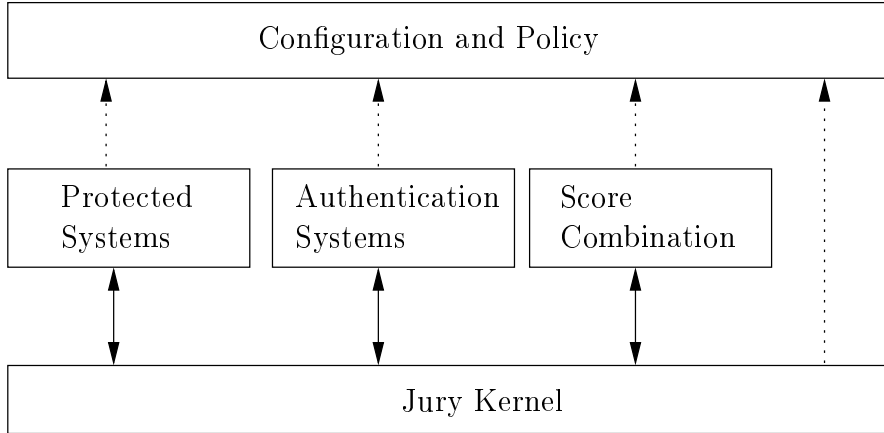 Configuration and Policy
Protected
Systems
Authentication
Systems
Score
Combination
Jury Kernel